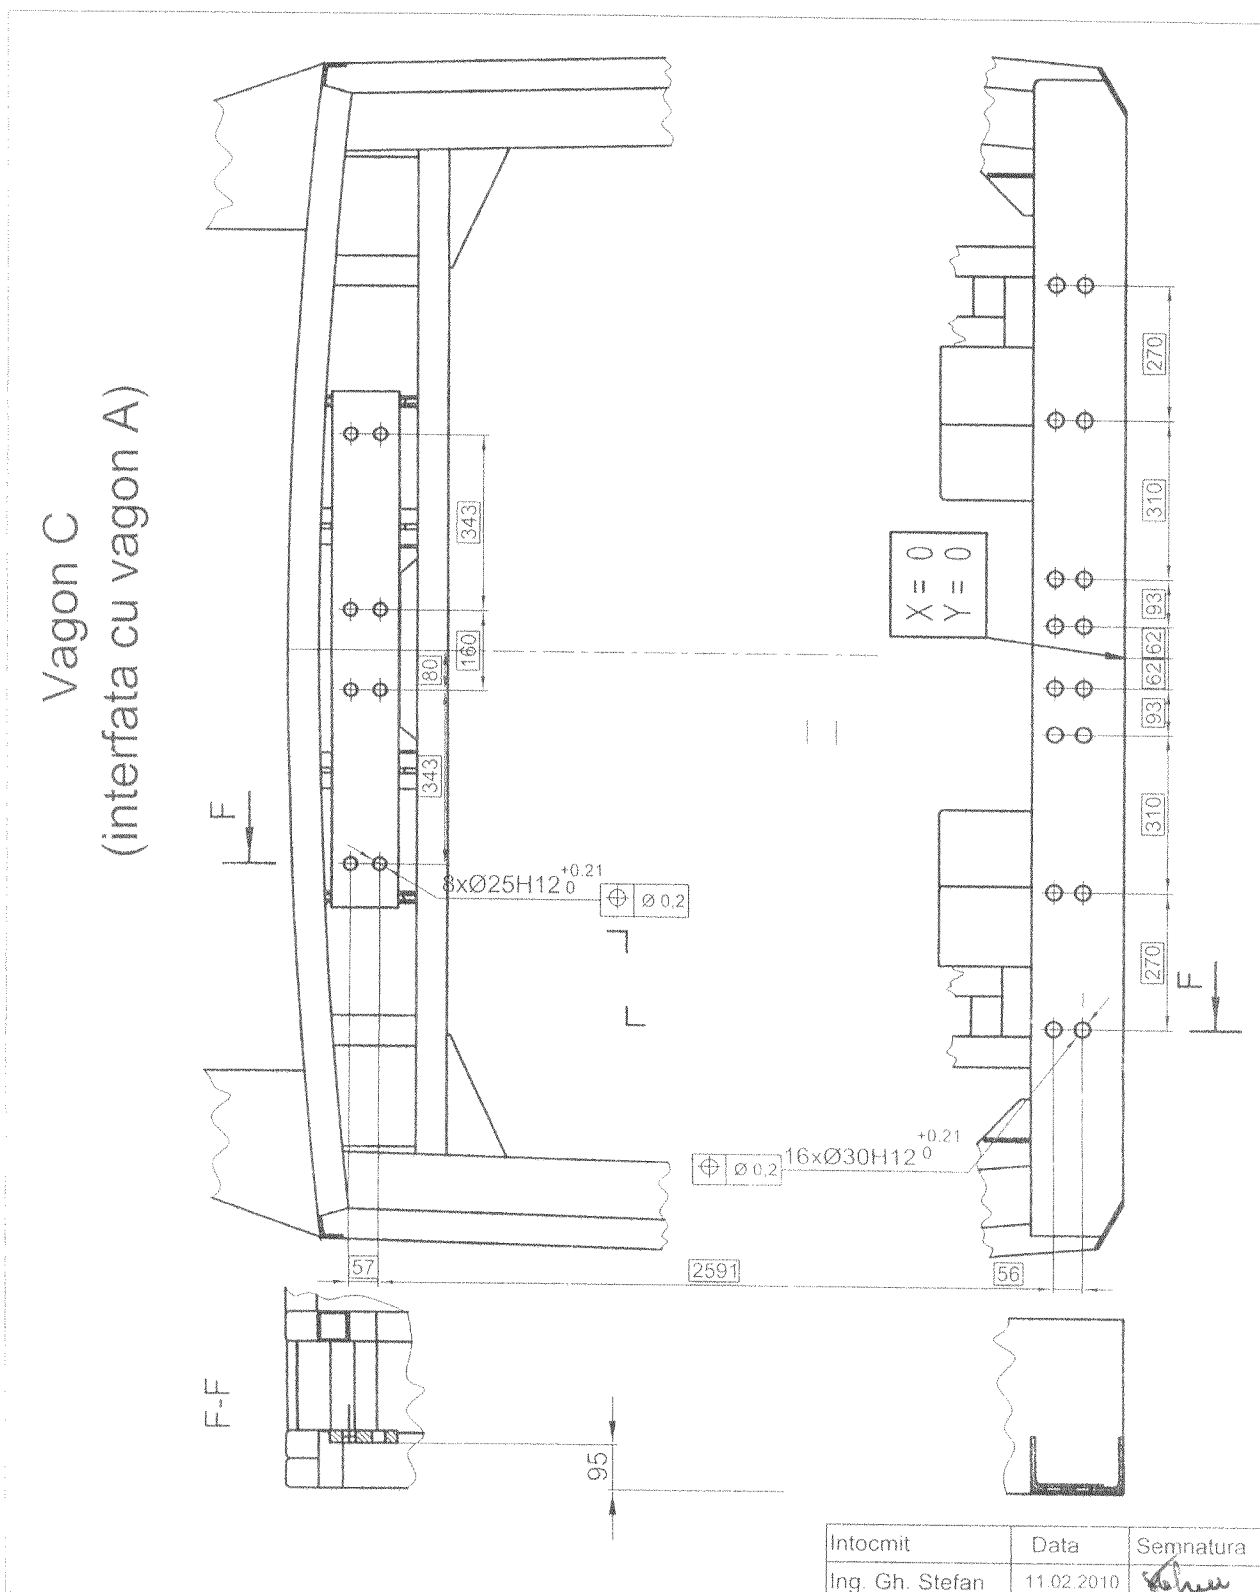 Vagon C
(interfata cu vagon A)
270
343
310
X = 0
Y = 0
93
160
80
62
62
93
343
310
F
8xØ25H12 +0.21 0
Ø 0,2
270
F
16xØ30H12 +0.21 0
Ø 0,2
57
2591
56
F-F
95
Intocmit Data Semnatura
Ing. Gh. Stefan 11.02.2010